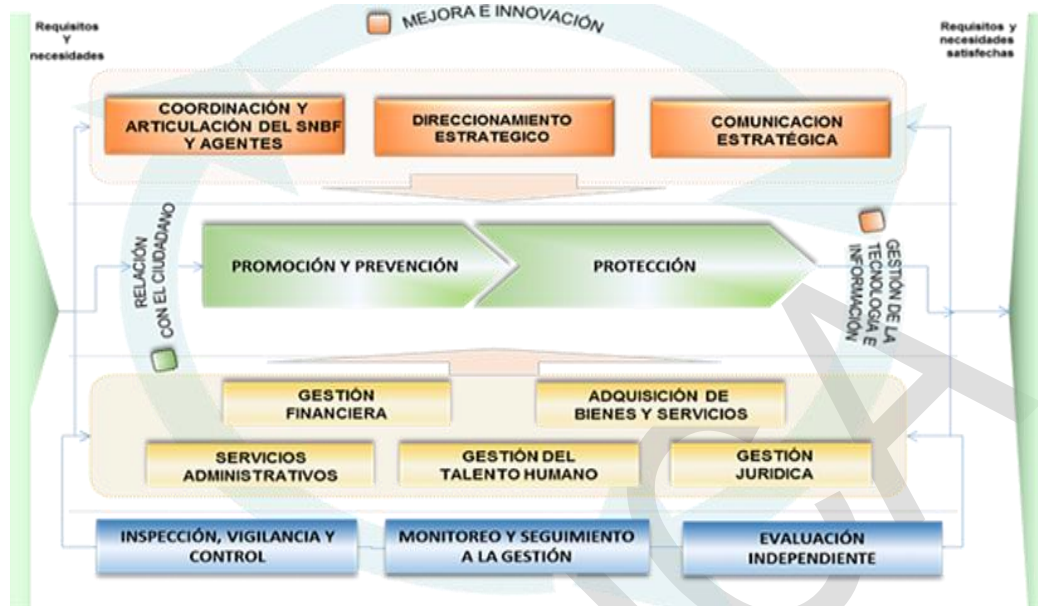 Requisitos
Y
necesidades
MEJORA E INNOVACIÓN
Requisitos y
necesidades
satisfechas
COORDINACIÓN Y
ARTICULACIÓN DEL SNBF
Y AGENTES
DIRECCIONAMIENTO
ESTRATEGICO
COMUNICACION
ESTRATÉGICA
RELACIÓN
CON EL CIUDADANO
PROMOCIÓN Y PREVENCIÓN
PROTECCIÓN
GESTIÓN DE LA
TECNOLOGIA E
INFORMACIÓN
GESTIÓN
FINANCIERA
ADQUISICIÓN DE
BIENES Y SERVICIOS
SERVICIOS
ADMINISTRATIVOS
GESTIÓN DEL
TALENTO HUMANO
GESTIÓN
JURIDICA
INSPECCIÓN, VIGILANCIA Y
CONTROL
MONITOREO Y SEGUIMIENTO
A LA GESTIÓN
EVALUACIÓN
INDEPENDIENTE